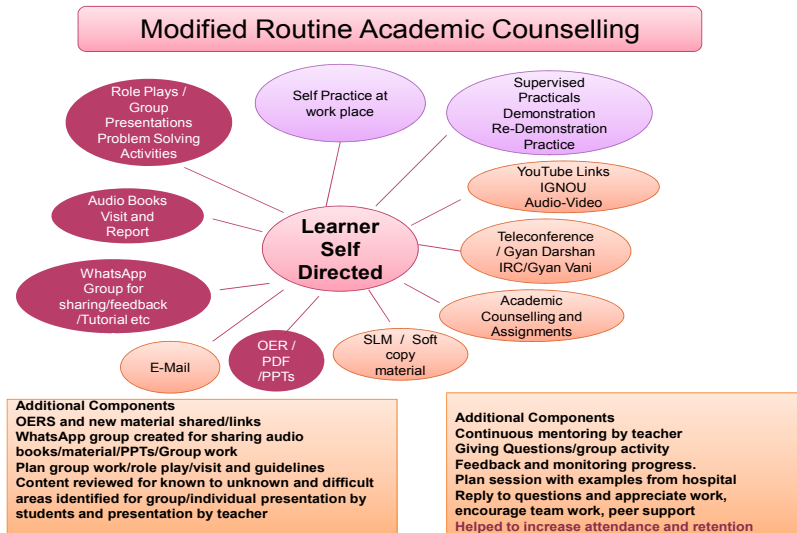 Modified Routine Academic Counselling
Role Plays /
Group
Presentations
Problem Solving
Activities
Self Practice at
work place
Supervised
Practicals
Demonstration
Re-Demonstration
Practice
YouTube Links
IGNOU
Audio-Video
Audio Books
Visit and
Report
Learner
Self
Directed
Teleconference
/ Gyan Darshan
IRC/Gyan Vani
WhatsApp
Group for
sharing/feedback
/Tutorial etc
Academic
Counselling and
Assignments
E-Mail
OER /
PDF
/PPTs
SLM / Soft
copy
material
Additional Components
OERS and new material shared/links
WhatsApp group created for sharing audio
books/material/PPTs/Group work
Plan group work/role play/visit and guidelines
Content reviewed for known to unknown and difficult
areas identified for group/individual presentation by
students and presentation by teacher
Additional Components
Continuous mentoring by teacher
Giving Questions/group activity
Feedback and monitoring progress.
Plan session with examples from hospital
Reply to questions and appreciate work,
encourage team work, peer support
Helped to increase attendance and retention